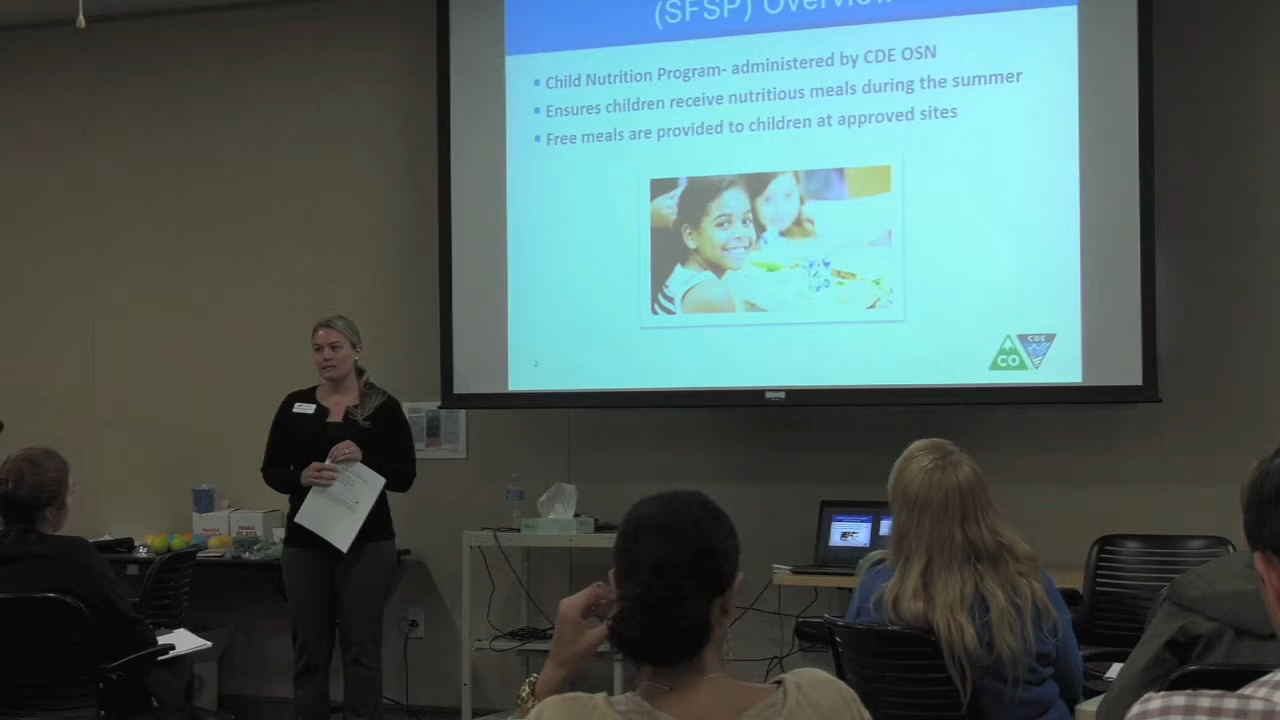 (SFSP) Overview
▪ Child Nutrition Program- administered by CDE OSN
▪ Ensures children receive nutritious meals during the summer
▪ Free meals are provided to children at approved sites
2
CO
CDE